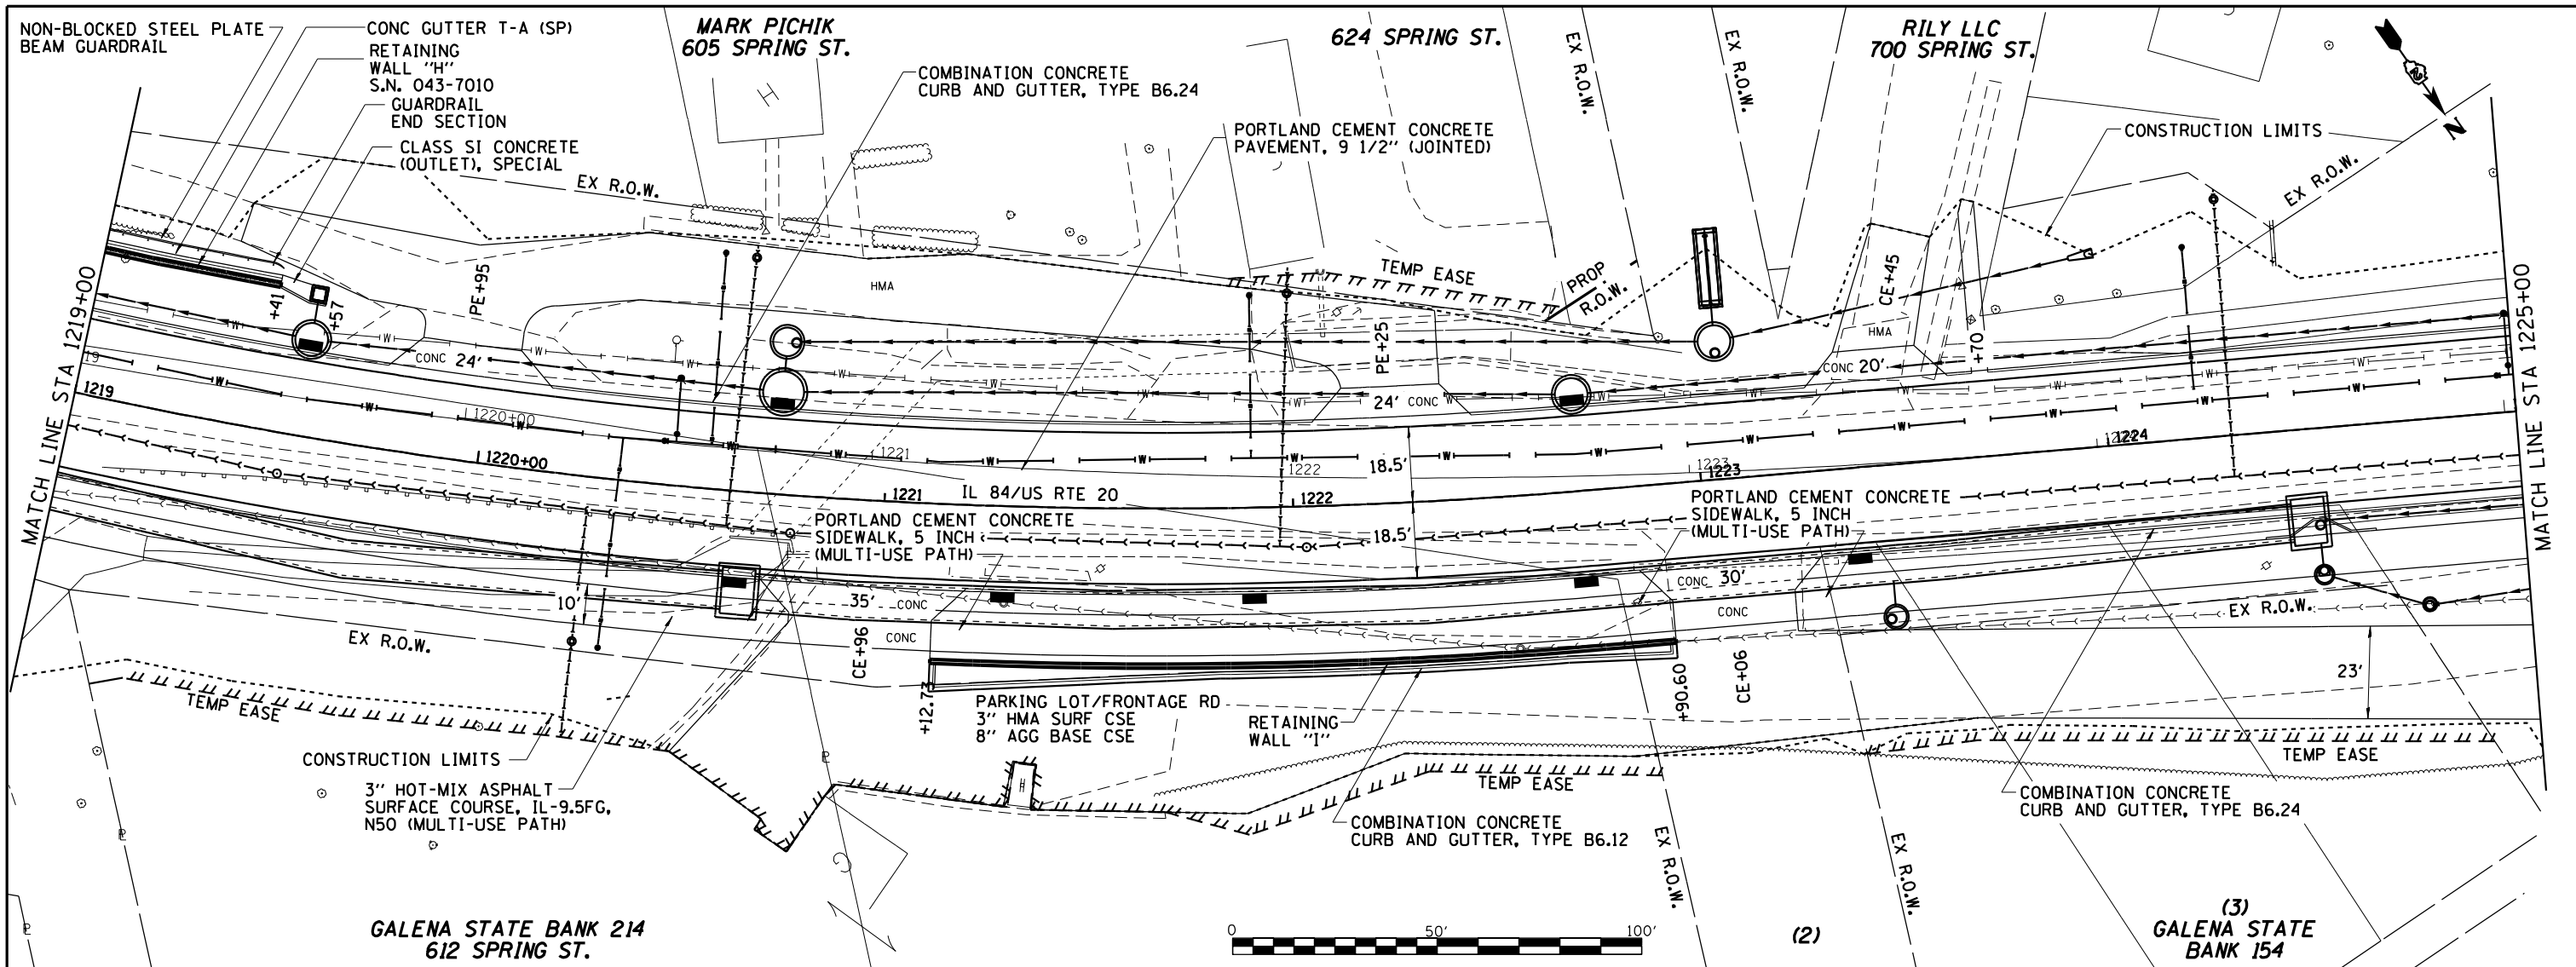 NON-BLOCKED STEEL PLATE
BEAM GUARDRAIL
CONC GUTTER T-A (SP)
RETAINING
WALL "H"
S.N. 043-7010
GUARDRAIL
END SECTION
CLASS SI CONCRETE
(OUTLET), SPECIAL
MARK PICHIK
605 SPRING ST.
COMBINATION CONCRETE
CURB AND GUTTER, TYPE B6.24
624 SPRING ST.
PORTLAND CEMENT CONCRETE
PAVEMENT, 9 1/2" (JOINTED)
EX R.O.W.
EX R.O.W.
RILY LLC
700 SPRING ST.
CONSTRUCTION LIMITS
N
EX R.O.W.
EX R.O.W.
H
HMA
TEMP EASE
PROP
R.O.W.
CE+45
HMA
+70
PE+95
+41
+57
PE+25
CONC 24'
24' CONC
CONC 20'
MATCH LINE STA 1219+00
MATCH LINE STA 1225+00
19
1219
1220+00
1220+00
1221
1221
1222
1222
1223
1223
1224
1224
IL 84/US RTE 20
18.5'
18.5'
PORTLAND CEMENT CONCRETE
SIDEWALK, 5 INCH
(MULTI-USE PATH)
PORTLAND CEMENT CONCRETE
SIDEWALK, 5 INCH
(MULTI-USE PATH)
10'
35'
CONC
CONC
CONC 30'
CONC
EX R.O.W.
EX R.O.W.
CE+96
+12.73
+90.60
CE+06
23'
TEMP EASE
PARKING LOT/FRONTAGE RD
3" HMA SURF CSE
8" AGG BASE CSE
RETAINING
WALL "I"
CONSTRUCTION LIMITS
3" HOT-MIX ASPHALT
SURFACE COURSE, IL-9.5FG,
N50 (MULTI-USE PATH)
H
TEMP EASE
TEMP EASE
COMBINATION CONCRETE
CURB AND GUTTER, TYPE B6.12
COMBINATION CONCRETE
CURB AND GUTTER, TYPE B6.24
EX R.O.W.
EX R.O.W.
GALENA STATE BANK 214
612 SPRING ST.
0 50' 100'
(2)
(3)
GALENA STATE
BANK 154